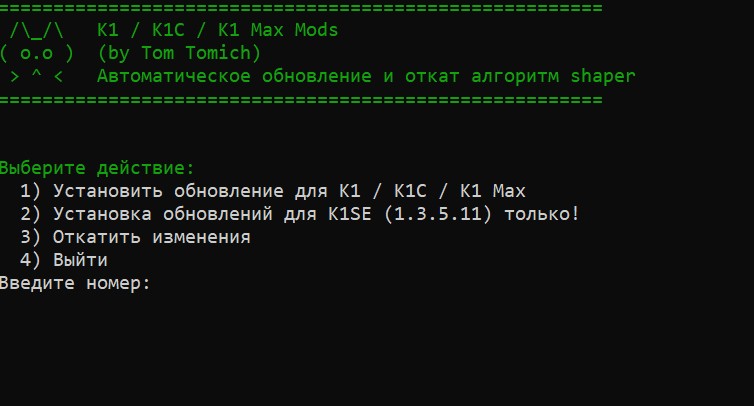 =========================================================
 /\_/\   K1 / K1C / K1 Max Mods
( o.o )  (by Tom Tomich)
 > ^ <   Автоматическое обновление и откат алгоритм shaper
=========================================================
Выберите действие:
  1) Установить обновление для K1 / K1C / K1 Max
  2) Установка обновлений для K1SE (1.3.5.11) только!
  3) Откатить изменения
  4) Выйти
Введите номер: